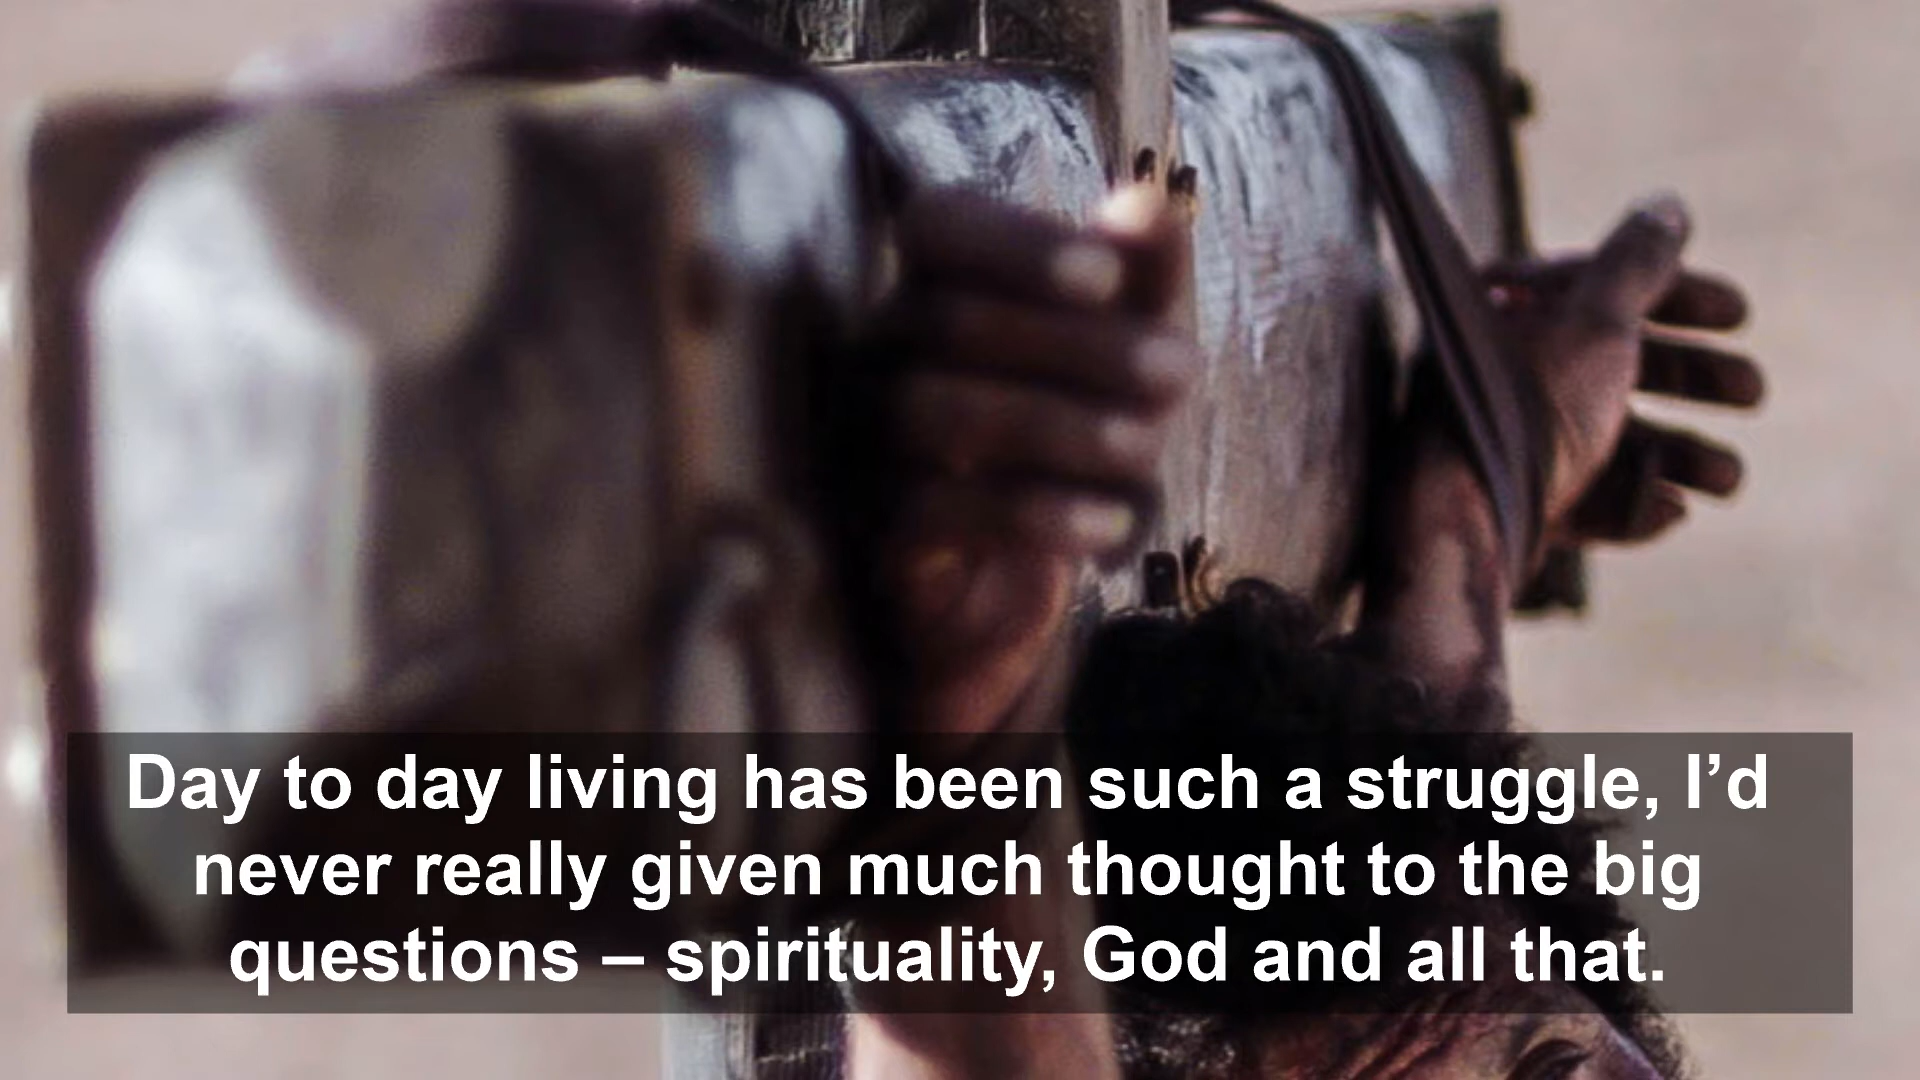 Day to day living has been such a struggle, I’d
never really given much thought to the big
questions – spirituality, God and all that.